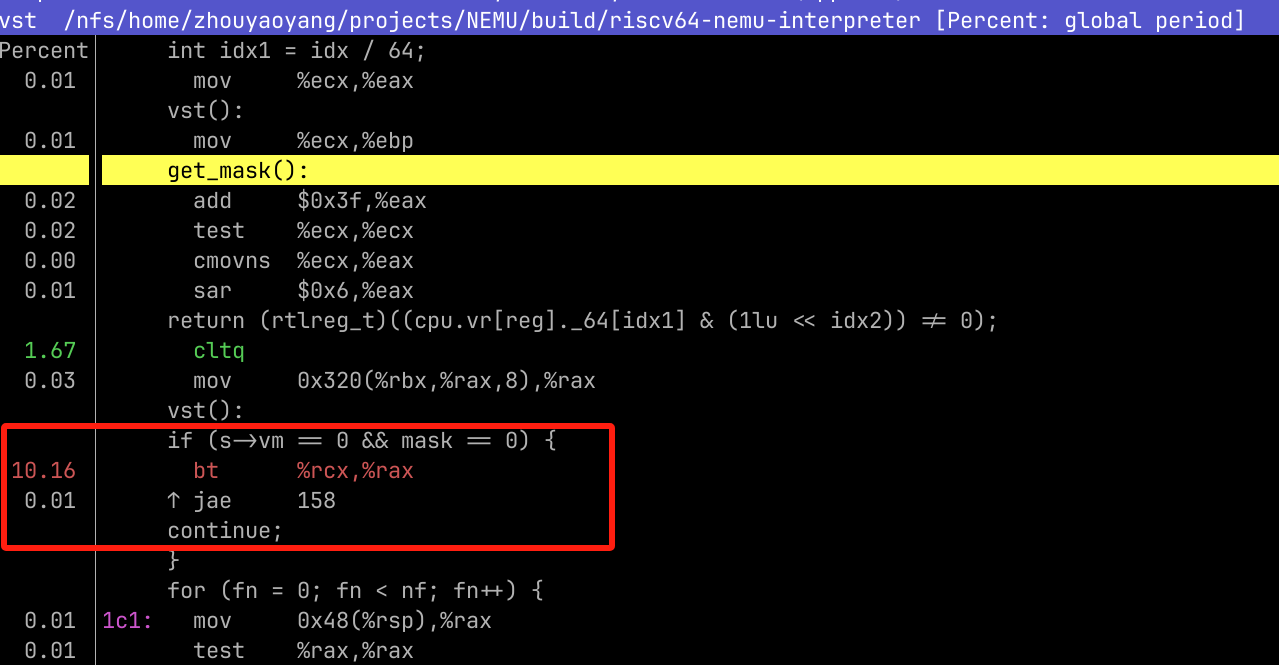 vst  /nfs/home/zhouyaoyang/projects/NEMU/build/riscv64-nemu-interpreter [Percent: global period]
Percent│      int idx1 = idx / 64;
  0.01 │        mov     %ecx,%eax
       │      vst():
  0.01 │        mov     %ecx,%ebp
       │      get_mask():
  0.02 │        add     $0x3f,%eax
  0.02 │        test    %ecx,%ecx
  0.00 │        cmovns  %ecx,%eax
  0.01 │        sar     $0x6,%eax
       │      return (rtlreg_t)((cpu.vr[reg]._64[idx1] & (1lu << idx2)) != 0);
  1.67 │        cltq
  0.03 │        mov     0x320(%rbx,%rax,8),%rax
       │      vst():
       │      if (s->vm == 0 && mask == 0) {
 10.16 │        bt      %rcx,%rax
  0.01 │      ↑ jae     158
       │      continue;
       │      }
       │      for (fn = 0; fn < nf; fn++) {
  0.01 │1c1:   mov     0x48(%rsp),%rax
  0.01 │        test    %rax,%rax